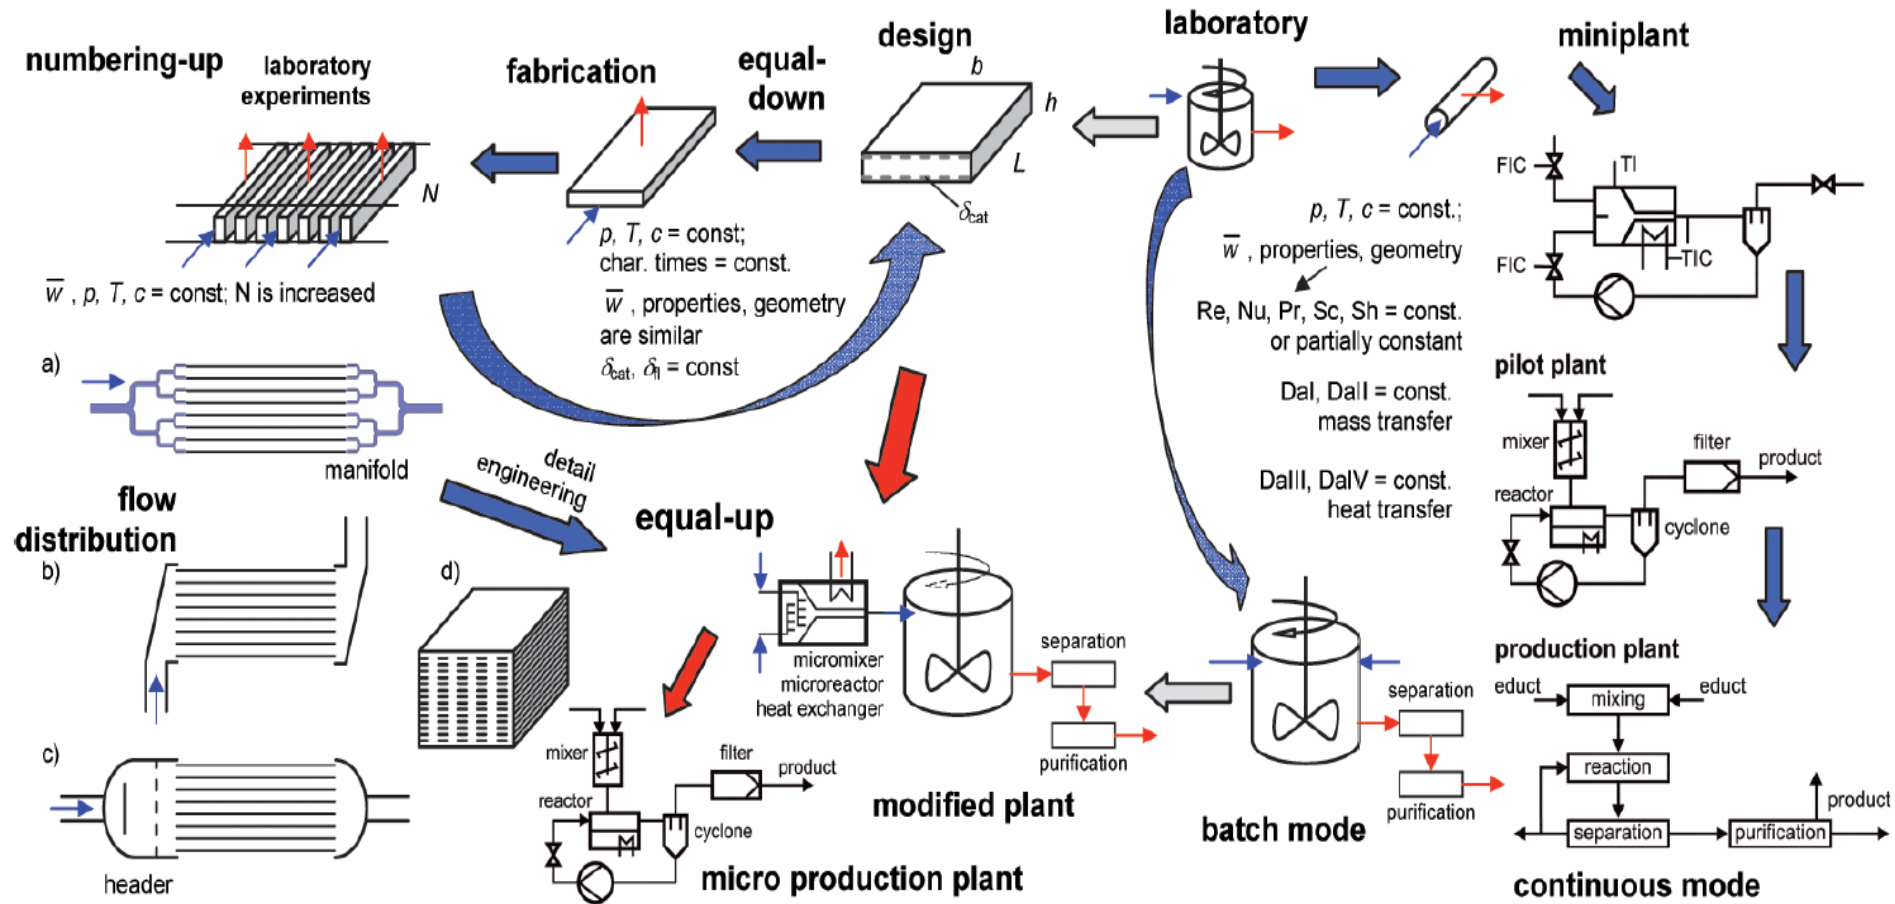 numbering-up
laboratory
experiments
N
w̅ , p, T, c = const; N is increased
fabrication
p, T, c = const;
char. times = const.
w̅ , properties, geometry
are similar
δcat, δfl = const
equal-
down
design
b
h
L
δcat
laboratory
p, T, c = const.;
w̅ , properties, geometry
Re, Nu, Pr, Sc, Sh = const.
or partially constant
DaI, DaII = const.
mass transfer
DaIII, DaIV = const.
heat transfer
miniplant
FIC
TI
FIC
TIC
pilot plant
mixer
filter
product
reactor
cyclone
production plant
educt
mixing
educt
reaction
product
separation
purification
continuous mode
a)
manifold
flow
distribution
b)
c)
header
detail
engineering
d)
equal-up
micromixer
microreactor
heat exchanger
separation
purification
modified plant
separation
purification
batch mode
mixer
filter
product
reactor
cyclone
micro production plant